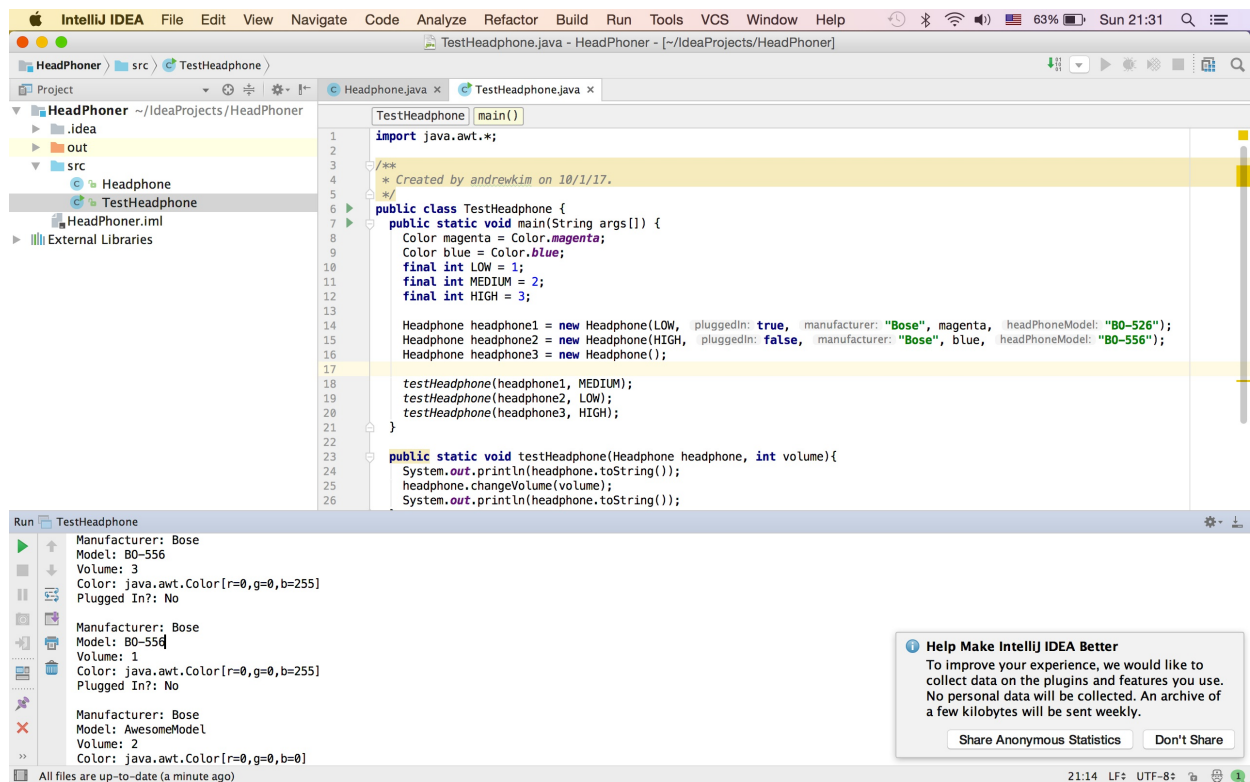 IntelliJ IDEA File Edit View Navigate Code Analyze Refactor Build Run Tools VCS Window Help 63% Sun 21:31
TestHeadphone.java - HeadPhoner - [~/IdeaProjects/HeadPhoner]
HeadPhoner src TestHeadphone
Project
Headphone.java × TestHeadphone.java ×
HeadPhoner ~/IdeaProjects/HeadPhoner
.idea
out
src
Headphone
TestHeadphone
HeadPhoner.iml
External Libraries
TestHeadphone main()
1 import java.awt.*;
2
3 /**
4 * Created by andrewkim on 10/1/17.
5 */
6 public class TestHeadphone {
7 public static void main(String args[]) {
8 Color magenta = Color.magenta;
9 Color blue = Color.blue;
10 final int LOW = 1;
11 final int MEDIUM = 2;
12 final int HIGH = 3;
13
14 Headphone headphone1 = new Headphone(LOW, pluggedIn: true, manufacturer: "Bose", magenta, headPhoneModel: "BO-526");
15 Headphone headphone2 = new Headphone(HIGH, pluggedIn: false, manufacturer: "Bose", blue, headPhoneModel: "BO-556");
16 Headphone headphone3 = new Headphone();
17
18 testHeadphone(headphone1, MEDIUM);
19 testHeadphone(headphone2, LOW);
20 testHeadphone(headphone3, HIGH);
21 }
22
23 public static void testHeadphone(Headphone headphone, int volume){
24 System.out.println(headphone.toString());
25 headphone.changeVolume(volume);
26 System.out.println(headphone.toString());
Run TestHeadphone
Manufacturer: Bose
Model: BO-556
Volume: 3
Color: java.awt.Color[r=0,g=0,b=255]
Plugged In?: No
Manufacturer: Bose
Model: BO-556
Volume: 1
Color: java.awt.Color[r=0,g=0,b=255]
Plugged In?: No
Manufacturer: Bose
Model: AwesomeModel
Volume: 2
Color: java.awt.Color[r=0,g=0,b=0]
Help Make IntelliJ IDEA Better
To improve your experience, we would like to
collect data on the plugins and features you use.
No personal data will be collected. An archive of
a few kilobytes will be sent weekly.
Share Anonymous Statistics Don't Share
All files are up-to-date (a minute ago) 21:14 LF÷ UTF-8÷ 1